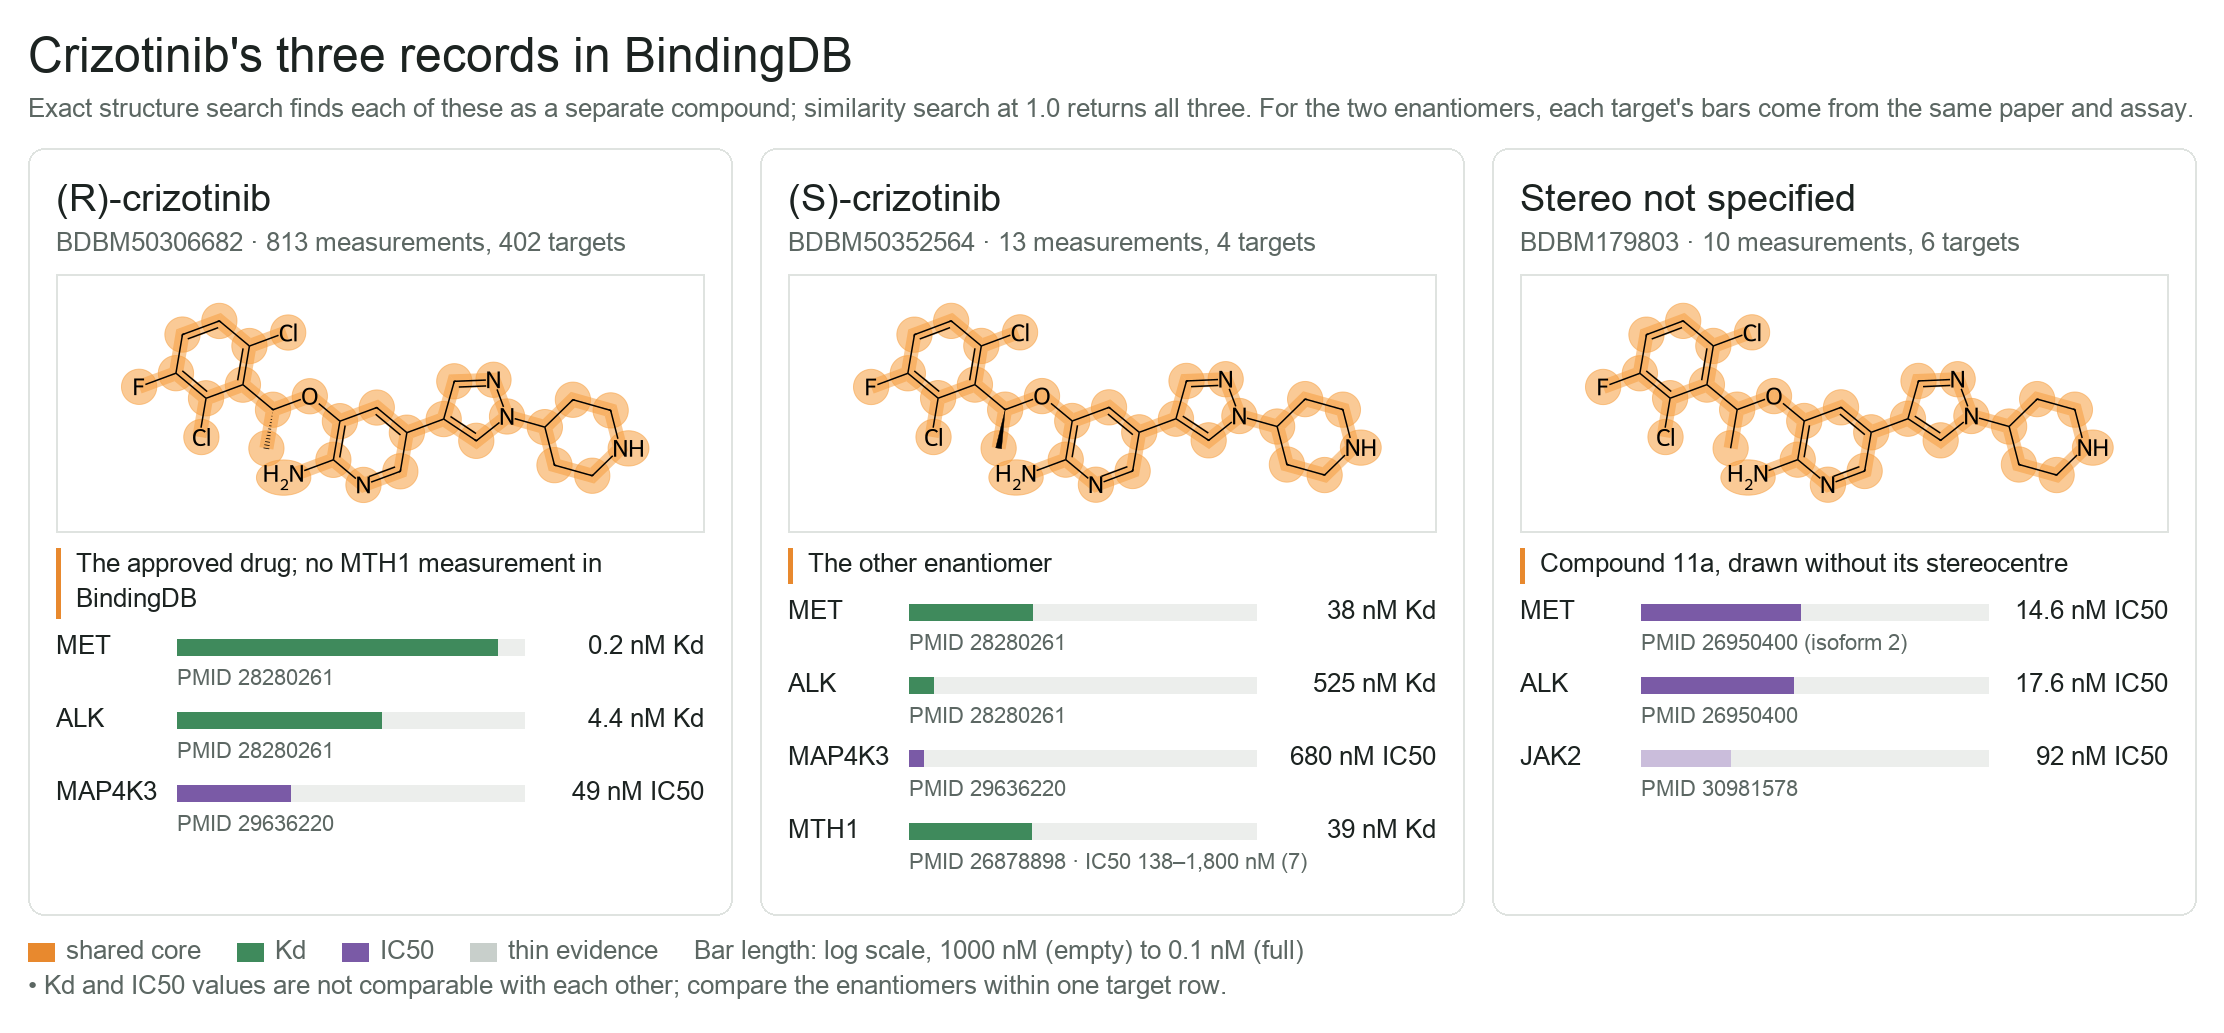 Crizotinib's three records in BindingDB
Exact structure search finds each of these as a separate compound; similarity search at 1.0 returns all three. For the two enantiomers, each target's bars come from the same paper and assay.
(R)-crizotinib
BDBM50306682 · 813 measurements, 402 targets
Cl
F
O
Cl
H2N
N
N
N
NH
The approved drug; no MTH1 measurement in
BindingDB
MET 0.2 nM Kd
PMID 28280261
ALK 4.4 nM Kd
PMID 28280261
MAP4K3 49 nM IC50
PMID 29636220
(S)-crizotinib
BDBM50352564 · 13 measurements, 4 targets
Cl
F
O
Cl
H2N
N
N
N
NH
The other enantiomer
MET 38 nM Kd
PMID 28280261
ALK 525 nM Kd
PMID 28280261
MAP4K3 680 nM IC50
PMID 29636220
MTH1 39 nM Kd
PMID 26878898 · IC50 138–1,800 nM (7)
Stereo not specified
BDBM179803 · 10 measurements, 6 targets
Cl
F
O
Cl
H2N
N
N
N
NH
Compound 11a, drawn without its stereocentre
MET 14.6 nM IC50
PMID 26950400 (isoform 2)
ALK 17.6 nM IC50
PMID 26950400
JAK2 92 nM IC50
PMID 30981578
shared core Kd IC50 thin evidence Bar length: log scale, 1000 nM (empty) to 0.1 nM (full)
• Kd and IC50 values are not comparable with each other; compare the enantiomers within one target row.